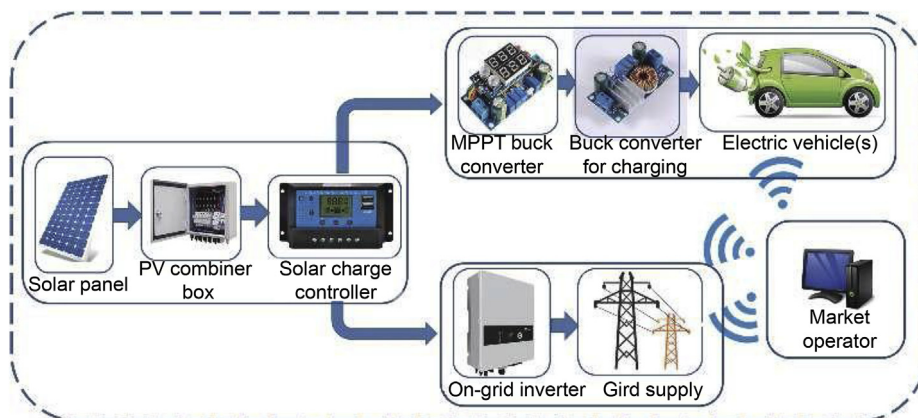 Solar panel
PV combiner
box
Solar charge
controller
MPPT buck
converter
Buck converter
for charging
Electric vehicle(s)
On-grid inverter
Gird supply
Market
operator